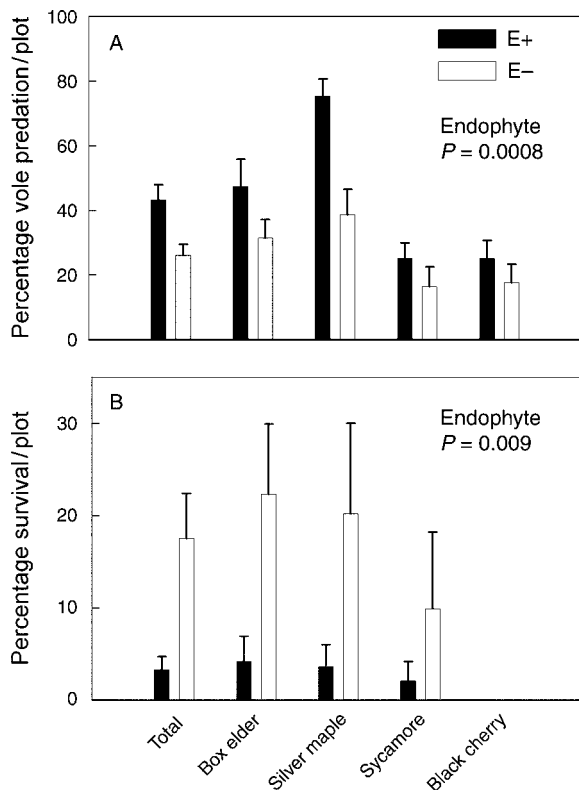 100
A
E+
E−
80
Endophyte
P = 0.0008
60
40
20
0
Percentage vole predation/plot
B
30
Endophyte
P = 0.009
20
10
0
Percentage survival/plot
Total
Box elder
Silver maple
Sycamore
Black cherry